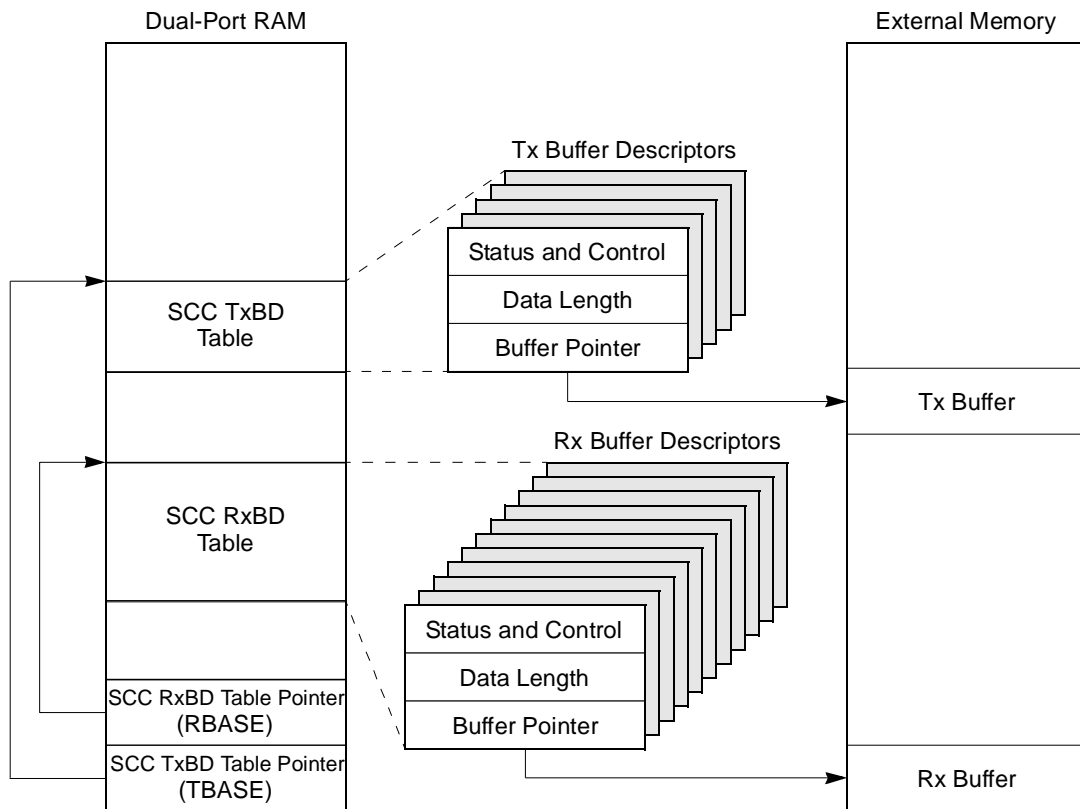 Dual-Port RAM
External Memory
Tx Buffer Descriptors
Status and Control
Data Length
Buffer Pointer
SCC TxBD
Table
Tx Buffer
Rx Buffer Descriptors
SCC RxBD
Table
Status and Control
Data Length
Buffer Pointer
SCC RxBD Table Pointer
(RBASE)
SCC TxBD Table Pointer
(TBASE)
Rx Buffer